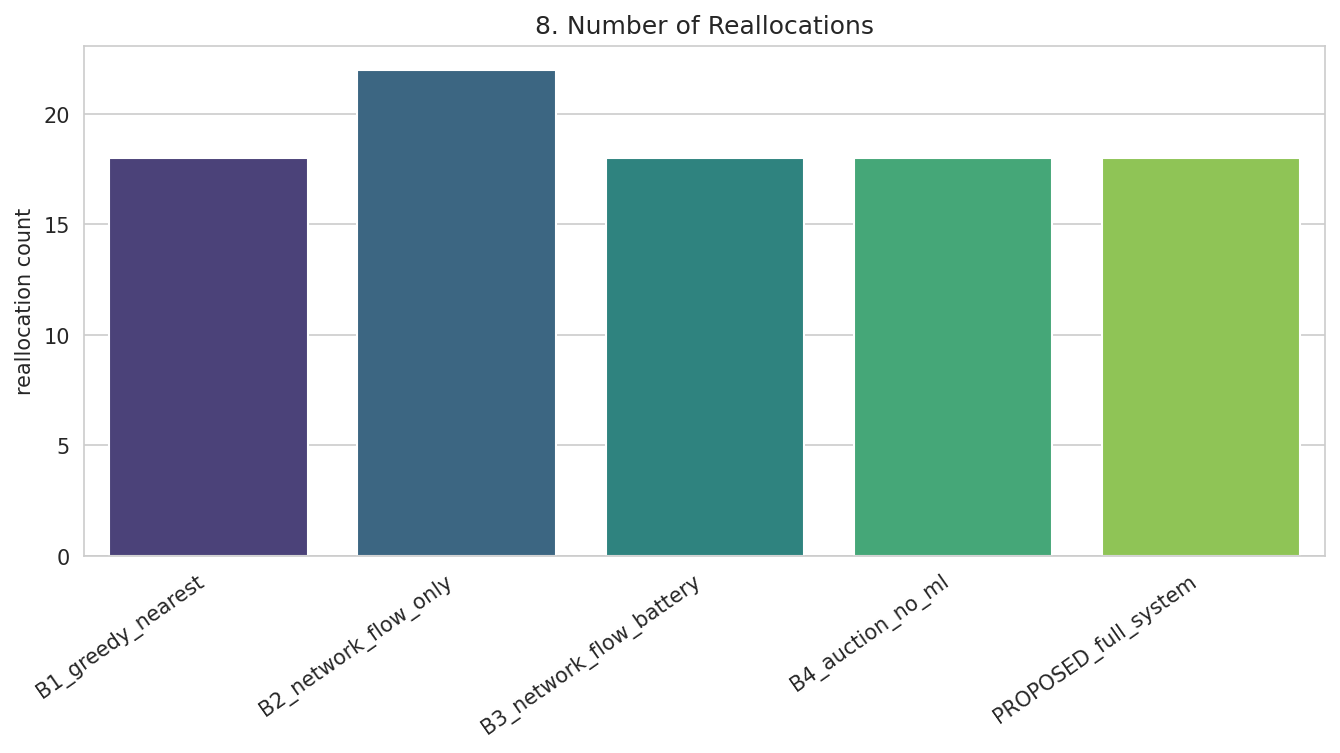 8. Number of Reallocations
reallocation count
20
15
10
5
0
B1_greedy_nearest
B2_network_flow_only
B3_network_flow_battery
B4_auction_no_ml
PROPOSED_full_system